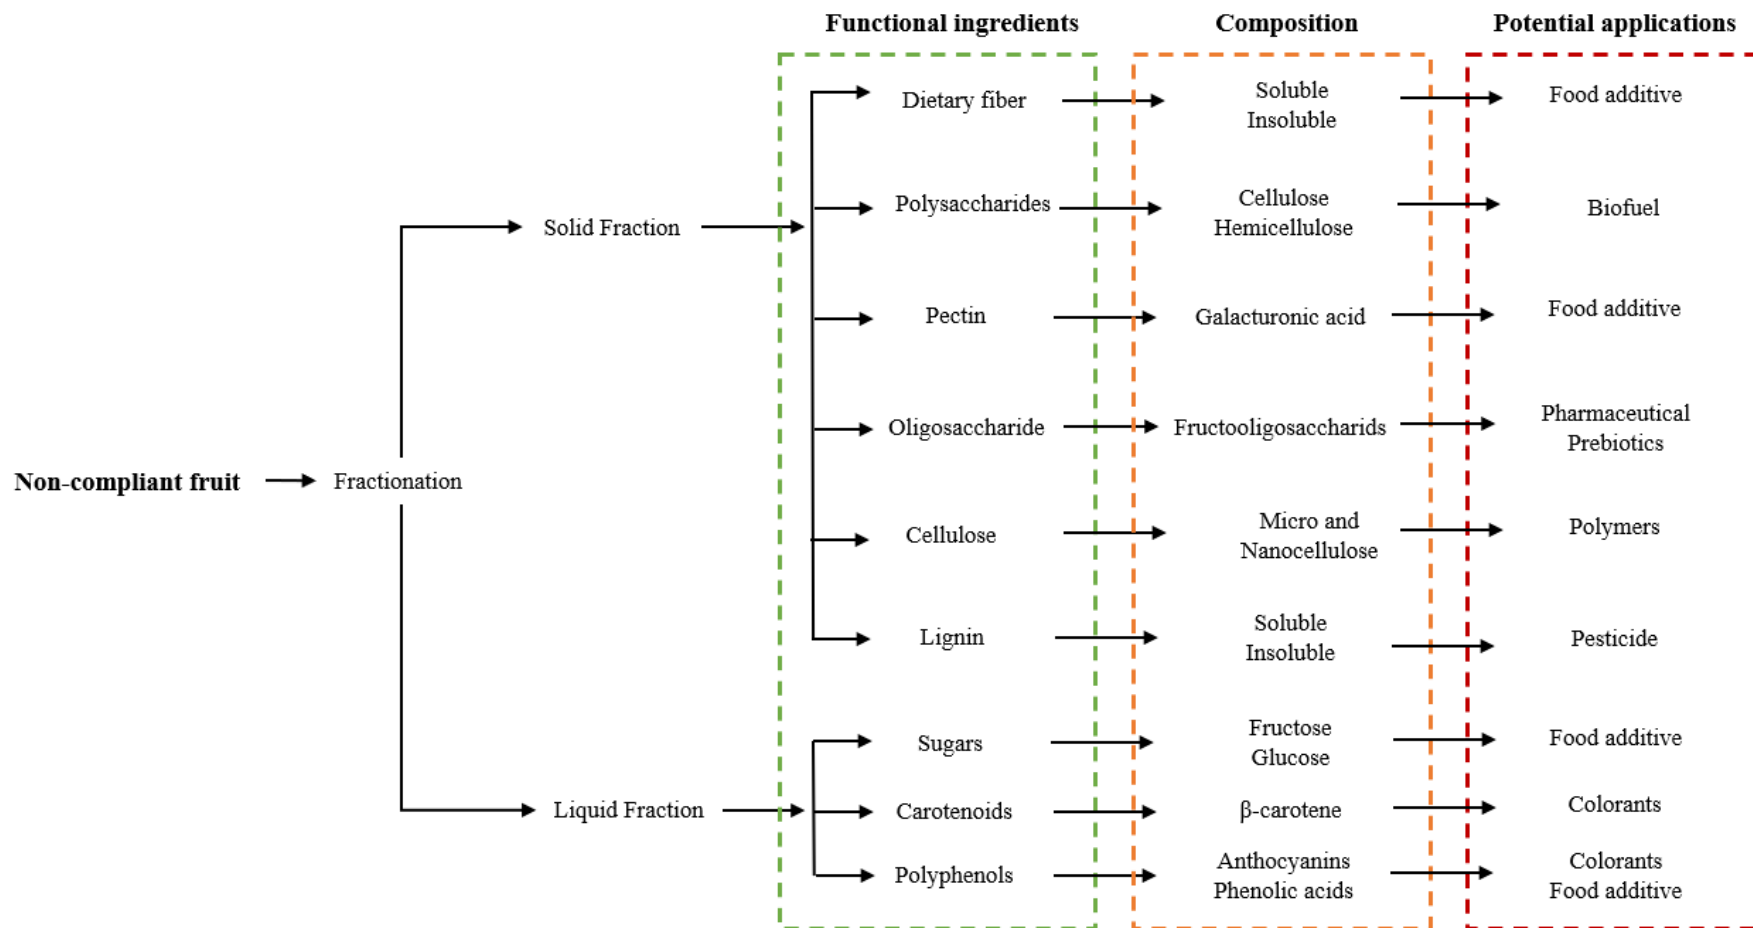 Functional ingredients
Composition
Potential applications
Dietary fiber
Soluble
Insoluble
Food additive
Polysaccharides
Cellulose
Hemicellulose
Biofuel
Solid Fraction
Pectin
Galacturonic acid
Food additive
Oligosaccharide
Fructooligosaccharids
Pharmaceutical
Prebiotics
Non-compliant fruit
Fractionation
Cellulose
Micro and
Nanocellulose
Polymers
Lignin
Soluble
Insoluble
Pesticide
Sugars
Fructose
Glucose
Food additive
Liquid Fraction
Carotenoids
β-carotene
Colorants
Polyphenols
Anthocyanins
Phenolic acids
Colorants
Food additive